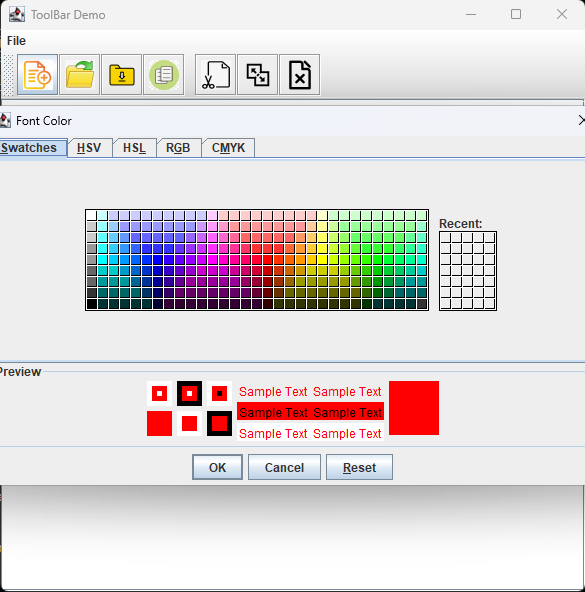 ToolBar Demo
File
Font Color
Swatches HSV HSL RGB CMYK
Recent:
Preview
Sample Text Sample Text
Sample Text Sample Text
Sample Text Sample Text
OK Cancel Reset